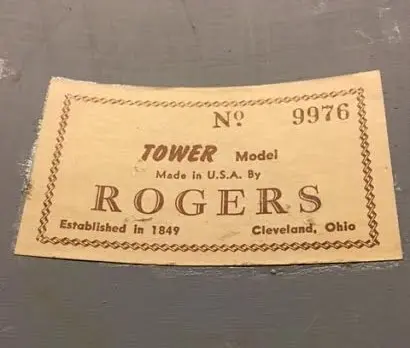 Nº 9976
TOWER Model
Made in U.S.A. By
ROGERS
Established in 1849 Cleveland, Ohio